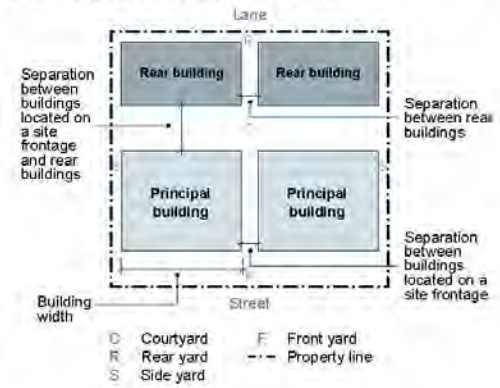 Lane
R
Rear building
Rear building
Separation
between
buildings
located on
a site
frontage
and rear
buildings
Separation
between rear
buildings
Principal
building
Principal
building
Separation
between
buildings
located on a
site frontage
Building
width
Street
C Courtyard
F Front yard
R Rear yard
Property line
S Side yard